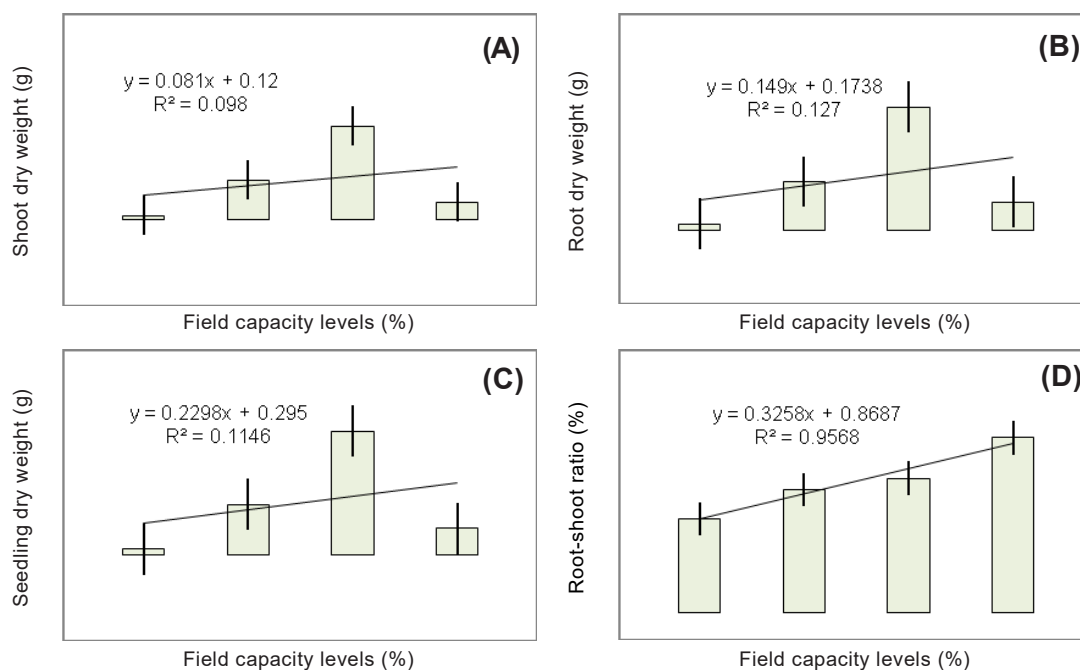 (A)
y = 0.081x + 0.12
R² = 0.098
Shoot dry weight (g)
Field capacity levels (%)
(B)
y = 0.149x + 0.1738
R² = 0.127
Root dry weight (g)
Field capacity levels (%)
(C)
y = 0.2298x + 0.295
R² = 0.1146
Seedling dry weight (g)
Field capacity levels (%)
(D)
y = 0.3258x + 0.8687
R² = 0.9568
Root-shoot ratio (%)
Field capacity levels (%)